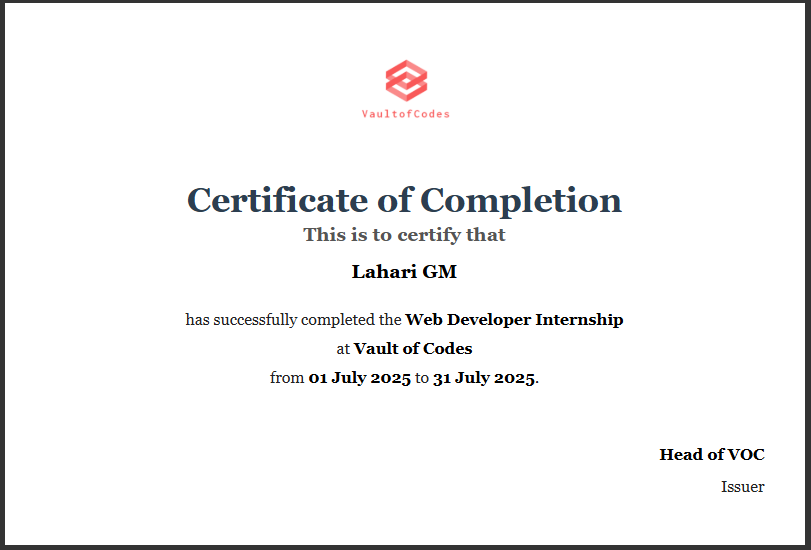 VaultofCodes
Certificate of Completion
This is to certify that
Lahari GM
has successfully completed the Web Developer Internship
at Vault of Codes
from 01 July 2025 to 31 July 2025.
Head of VOC
Issuer